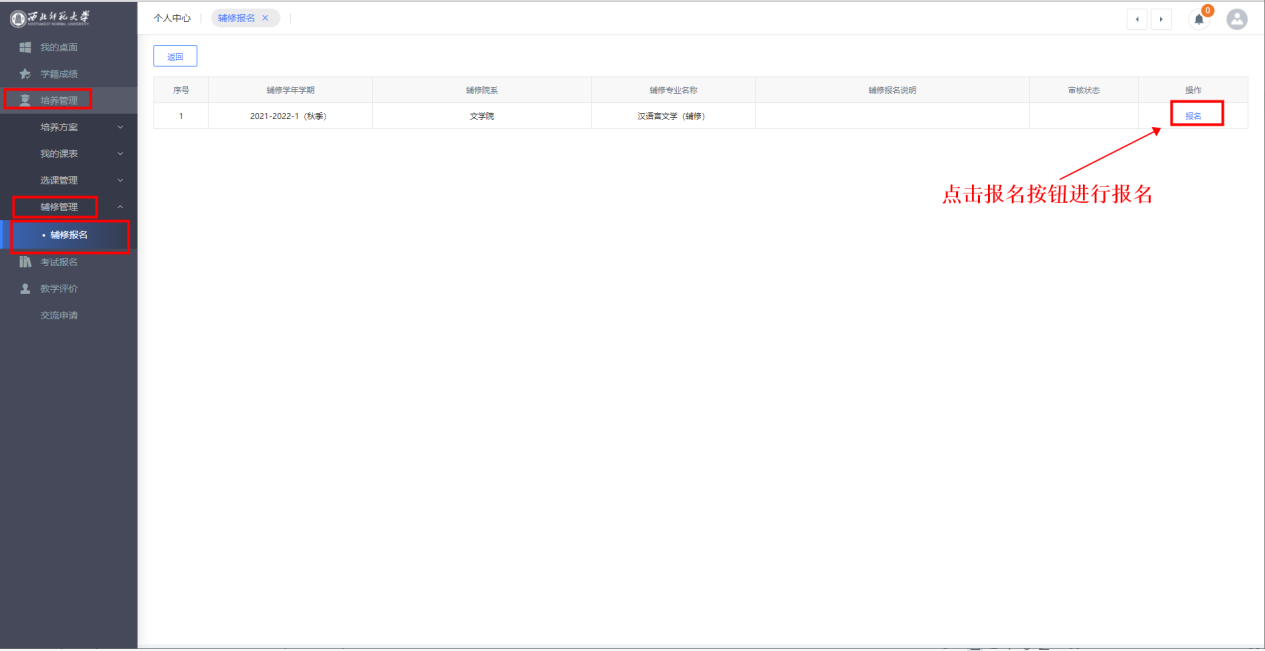 西北师范大学
NORTHWEST NORMAL UNIVERSITY
我的桌面
学籍成绩
培养管理
培养方案
我的课表
选课管理
辅修管理
• 辅修报名
考试报名
教学评价
交流申请
个人中心 辅修报名 × 0
返回
序号 辅修学年学期 辅修院系 辅修专业名称 辅修报名说明 审核状态 操作
1 2021-2022-1（秋季） 文学院 汉语言文学（辅修） 报名
点击报名按钮进行报名